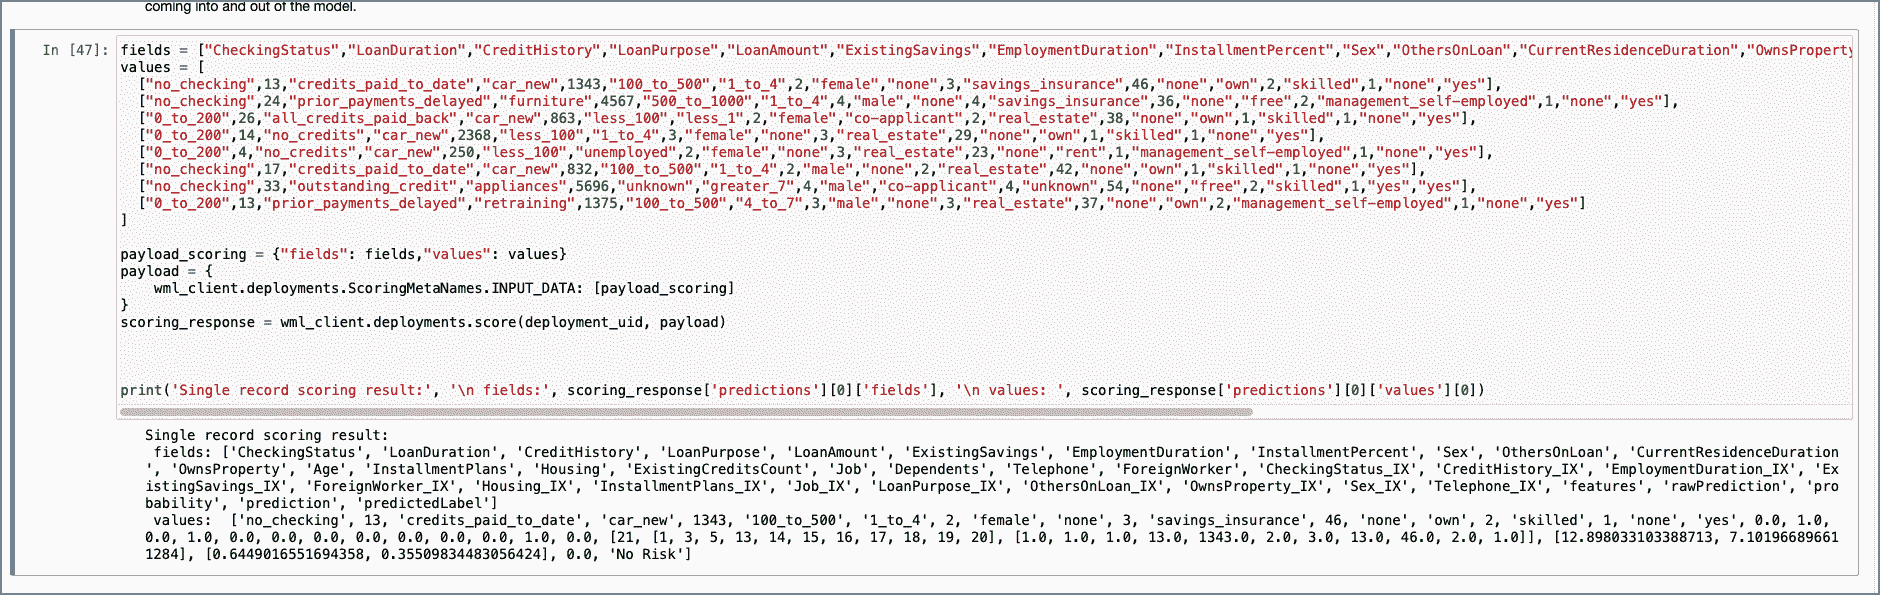 coming into and out of the model.
In [47]: fields = ["CheckingStatus","LoanDuration","CreditHistory","LoanPurpose","LoanAmount","ExistingSavings","EmploymentDuration","InstallmentPercent","Sex","OthersOnLoan","CurrentResidenceDuration","OwnsProperty
values = [
["no_checking",13,"credits_paid_to_date","car_new",1343,"100_to_500","1_to_4",2,"female","none",3,"savings_insurance",46,"none","own",2,"skilled",1,"none","yes"],
["no_checking",24,"prior_payments_delayed","furniture",4567,"500_to_1000","1_to_4",4,"male","none",4,"savings_insurance",36,"none","free",2,"management_self-employed",1,"none","yes"],
["0_to_200",26,"all_credits_paid_back","car_new",863,"less_100","less_1",2,"female","co-applicant",2,"real_estate",38,"none","own",1,"skilled",1,"none","yes"],
["0_to_200",14,"no_credits","car_new",2368,"less_100","1_to_4",3,"female","none",3,"real_estate",29,"none","own",1,"skilled",1,"none","yes"],
["0_to_200",4,"no_credits","car_new",250,"less_100","unemployed",2,"female","none",3,"real_estate",23,"none","rent",1,"management_self-employed",1,"none","yes"],
["no_checking",17,"credits_paid_to_date","car_new",832,"100_to_500","1_to_4",2,"male","none",2,"real_estate",42,"none","own",1,"skilled",1,"none","yes"],
["no_checking",33,"outstanding_credit","appliances",5696,"unknown","greater_7",4,"male","co-applicant",4,"unknown",54,"none","free",2,"skilled",1,"yes","yes"],
["0_to_200",13,"prior_payments_delayed","retraining",1375,"100_to_500","4_to_7",3,"male","none",3,"real_estate",37,"none","own",2,"management_self-employed",1,"none","yes"]
]
payload_scoring = {"fields": fields,"values": values}
payload = {
wml_client.deployments.ScoringMetaNames.INPUT_DATA: [payload_scoring]
}
scoring_response = wml_client.deployments.score(deployment_uid, payload)
print('Single record scoring result:', '\n fields:', scoring_response['predictions'][0]['fields'], '\n values: ', scoring_response['predictions'][0]['values'][0])
Single record scoring result:
fields: ['CheckingStatus', 'LoanDuration', 'CreditHistory', 'LoanPurpose', 'LoanAmount', 'ExistingSavings', 'EmploymentDuration', 'InstallmentPercent', 'Sex', 'OthersOnLoan', 'CurrentResidenceDuration
', 'OwnsProperty', 'Age', 'InstallmentPlans', 'Housing', 'ExistingCreditsCount', 'Job', 'Dependents', 'Telephone', 'ForeignWorker', 'CheckingStatus_IX', 'CreditHistory_IX', 'EmploymentDuration_IX', 'Ex
istingSavings_IX', 'ForeignWorker_IX', 'Housing_IX', 'InstallmentPlans_IX', 'Job_IX', 'LoanPurpose_IX', 'OthersOnLoan_IX', 'OwnsProperty_IX', 'Sex_IX', 'Telephone_IX', 'features', 'rawPrediction', 'pro
bability', 'prediction', 'predictedLabel']
values:  ['no_checking', 13, 'credits_paid_to_date', 'car_new', 1343, '100_to_500', '1_to_4', 2, 'female', 'none', 3, 'savings_insurance', 46, 'none', 'own', 2, 'skilled', 1, 'none', 'yes', 0.0, 1.0,
0.0, 1.0, 0.0, 0.0, 0.0, 0.0, 0.0, 0.0, 0.0, 1.0, 0.0, [21, [1, 3, 5, 13, 14, 15, 16, 17, 18, 19, 20], [1.0, 1.0, 1.0, 13.0, 1343.0, 2.0, 3.0, 13.0, 46.0, 2.0, 1.0]], [12.898033103388713, 7.10196689661
1284], [0.6449016551694358, 0.35509834483056424], 0.0, 'No Risk']